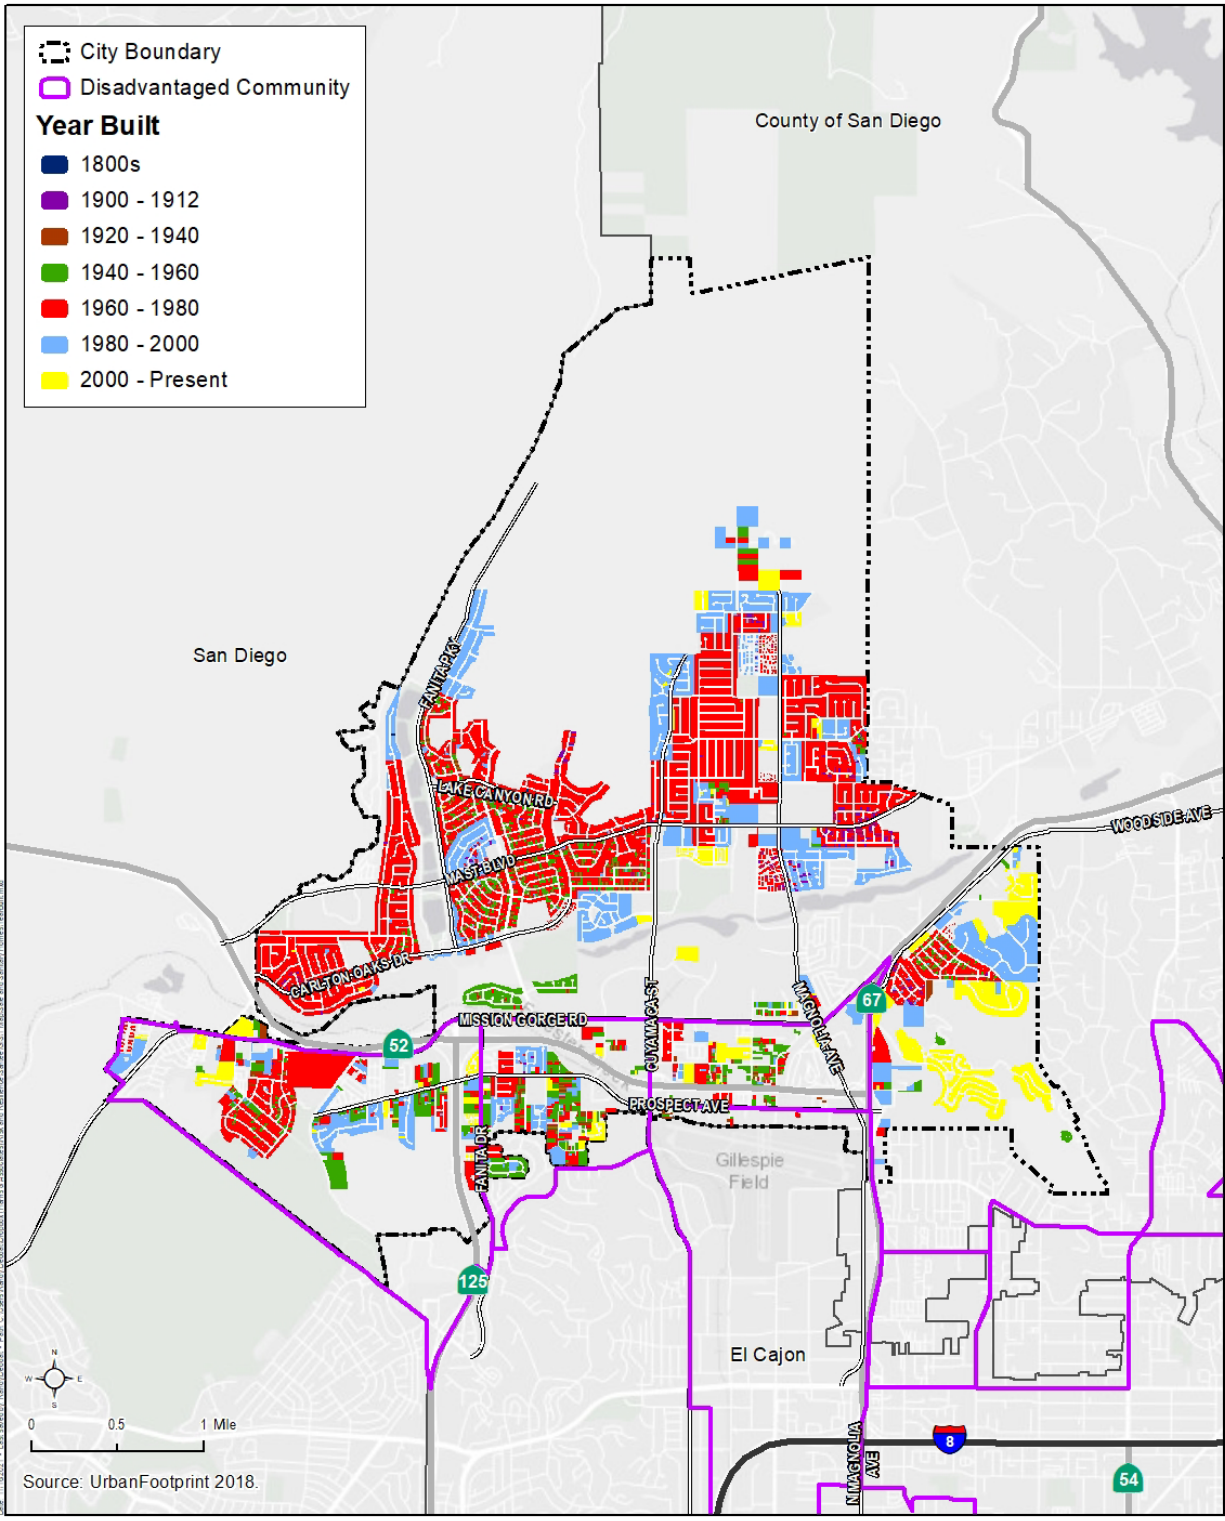 City Boundary
Disadvantaged Community
Year Built
1800s
1900 - 1912
1920 - 1940
1940 - 1960
1960 - 1980
1980 - 2000
2000 - Present
County of San Diego
San Diego
FANITA PKY
LAKE CANYON RD
MAST BLVD
WOODSIDE AVE
CARLTON OAKS DR
MISSION GORGE RD
CUYAMACA ST
MAGNOLIA AVE
67
52
PROSPECT AVE
FANITA DR
Gillespie
Field
125
El Cajon
N
W E
S
0 0.5 1 Mile
N MAGNOLIA
AVE
8
54
Source: UrbanFootprint 2018.